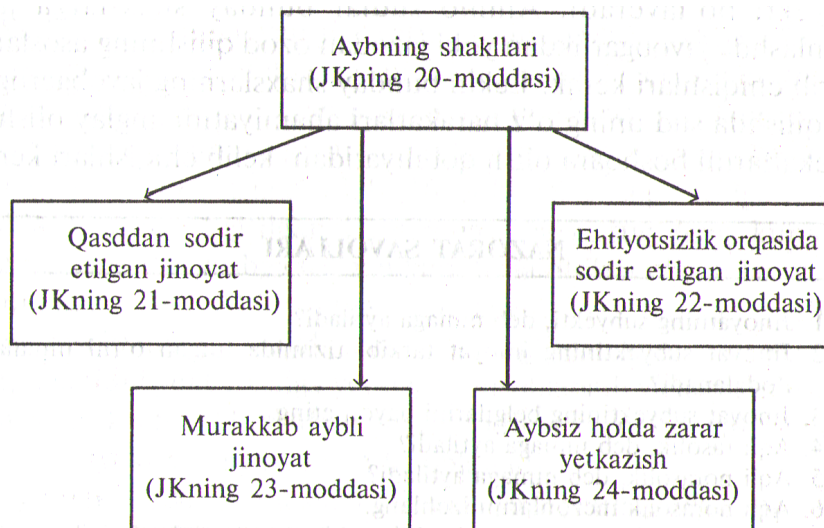 Aybning shakllari
(JKning 20-moddasi)
Qasddan sodir
etilgan jinoyat
(JKning 21-moddasi)
Ehtiyotsizlik orqasida
sodir etilgan jinoyat
(JKning 22-moddasi)
Murakkab aybli
jinoyat
(JKning 23-moddasi)
Aybsiz holda zarar
yetkazish
(JKning 24-moddasi)